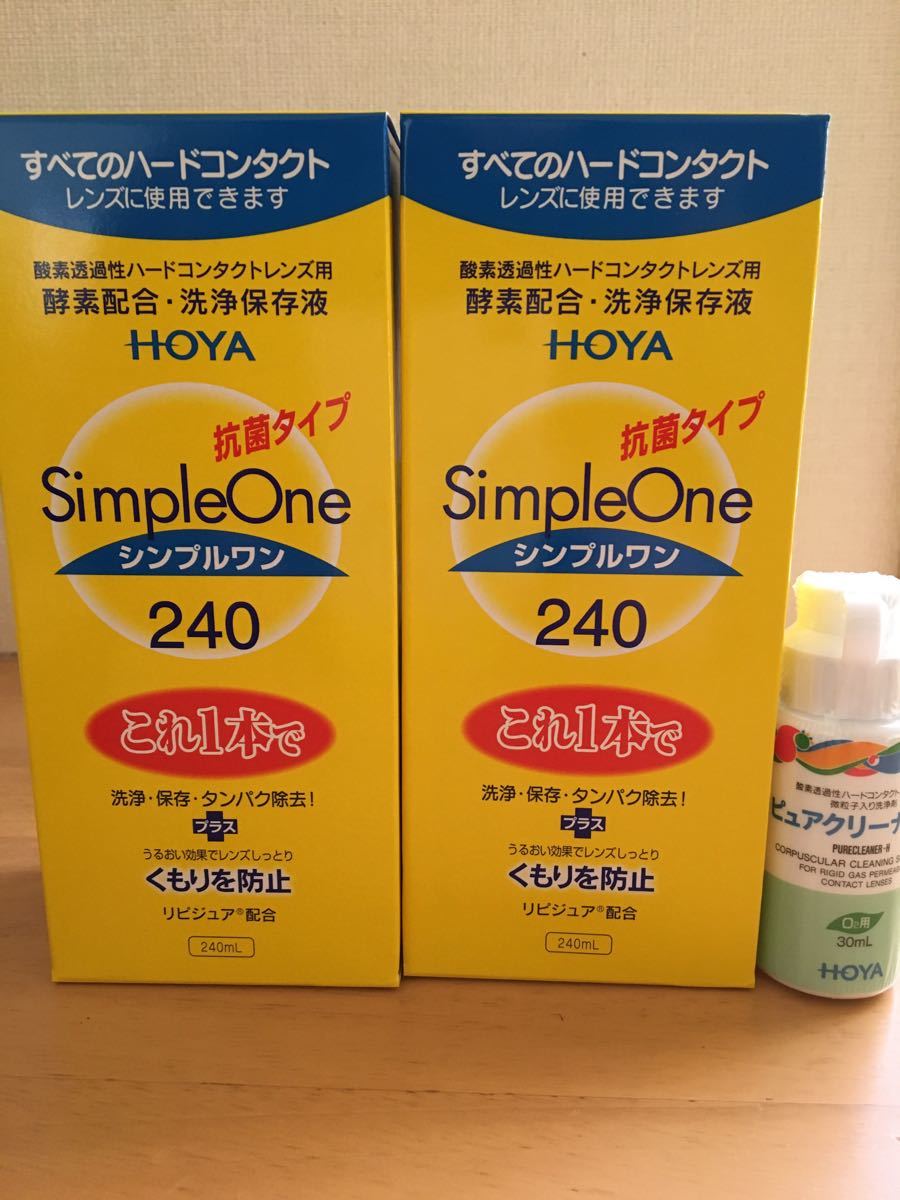 すべてのハードコンタクト
レンズに使用できます
酸素透過性ハードコンタクトレンズ用
酵素配合・洗浄保存液
HOYA
抗菌タイプ
SimpleOne
シンプルワン
240
これ1本で
洗浄・保存・タンパク除去!
プラス
うるおい効果でレンズしっとり
くもりを防止
リピジュア®配合
240mL
すべてのハードコンタクト
レンズに使用できます
酸素透過性ハードコンタクトレンズ用
酵素配合・洗浄保存液
HOYA
抗菌タイプ
SimpleOne
シンプルワン
240
これ1本で
洗浄・保存・タンパク除去!
プラス
うるおい効果でレンズしっとり
くもりを防止
リピジュア®配合
240mL
酸素透過性ハードコンタクト
微粒子入り洗浄剤
ピュアクリーナ
PURECLEANER-H
CORPUSCULAR CLEANING
FOR RIGID GAS PERMEAB
CONTACT LENSES
O2用
30mL
HOYA